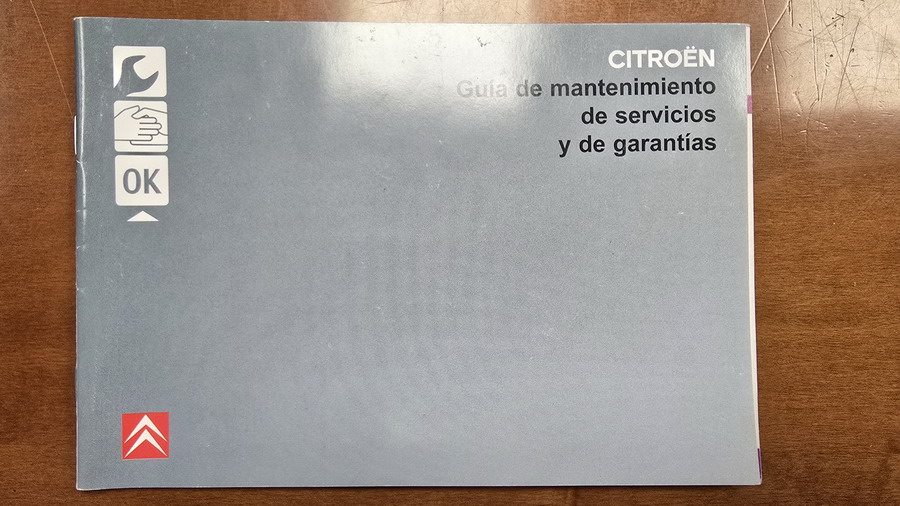 CITROËN
Guía de mantenimiento
de servicios
y de garantías
OK